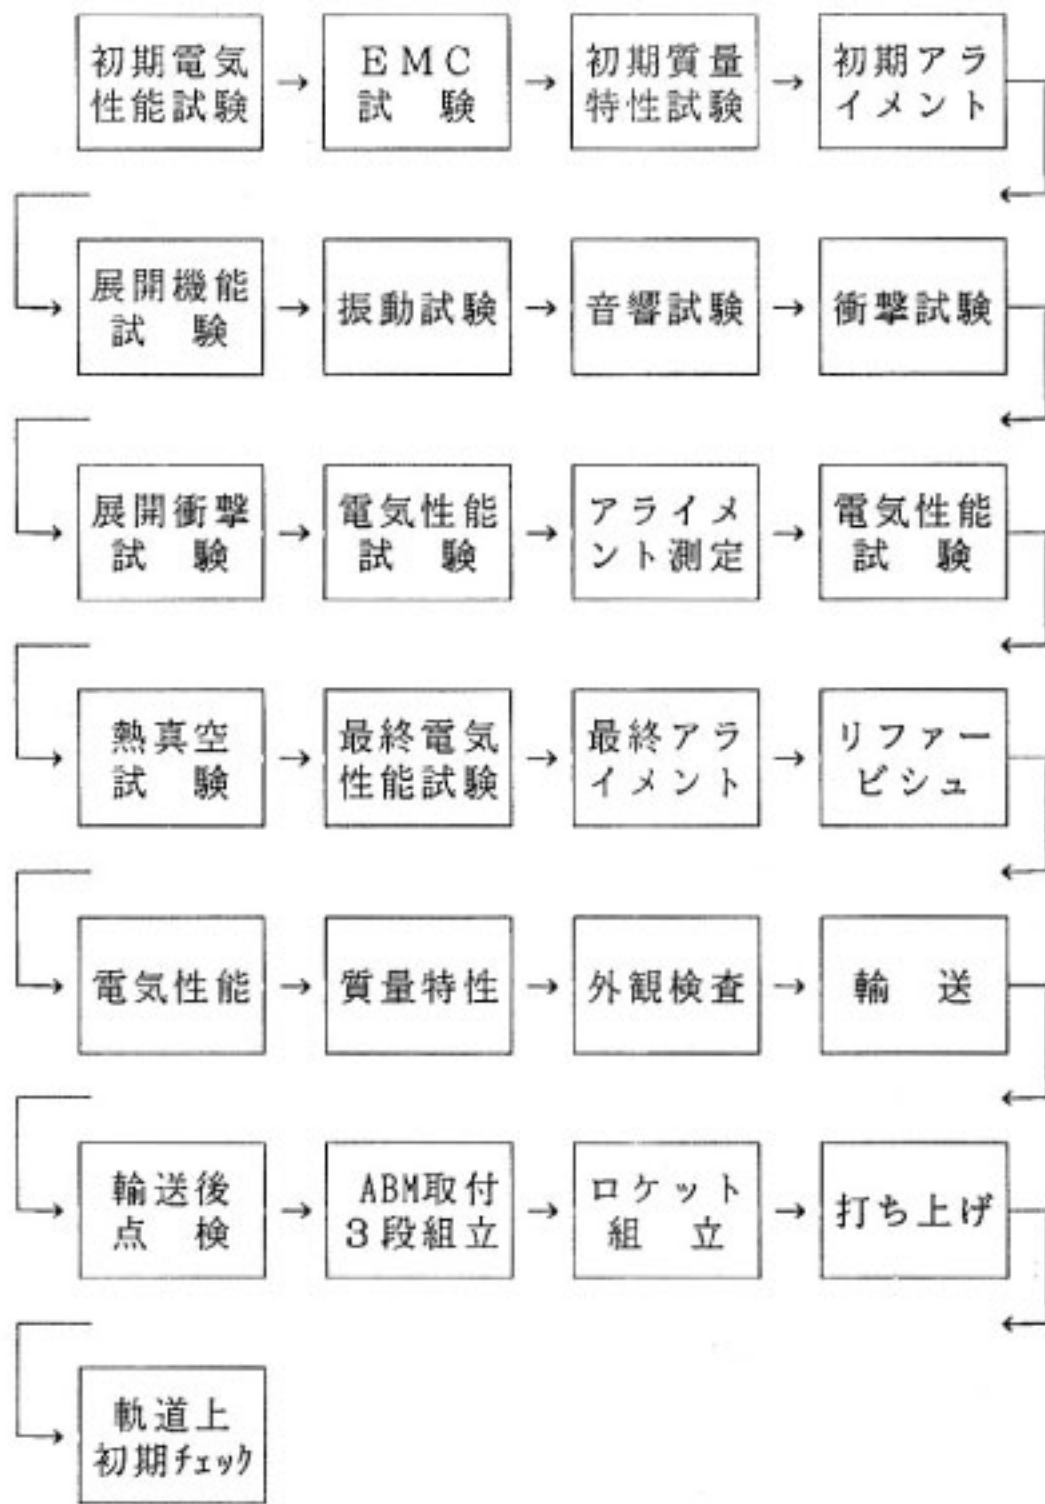 初期電気
性能試験
EMC
試験
初期質量
特性試験
初期アラ
イメント
展開機能
試験
振動試験
音響試験
衝撃試験
展開衝撃
試験
電気性能
試験
アライメ
ント測定
電気性能
試験
熱真空
試験
最終電気
性能試験
最終アラ
イメント
リファー
ビシュ
電気性能
質量特性
外観検査
輸送
輸送後
点検
ABM取付
3段組立
ロケット
組立
打ち上げ
軌道上
初期チェック